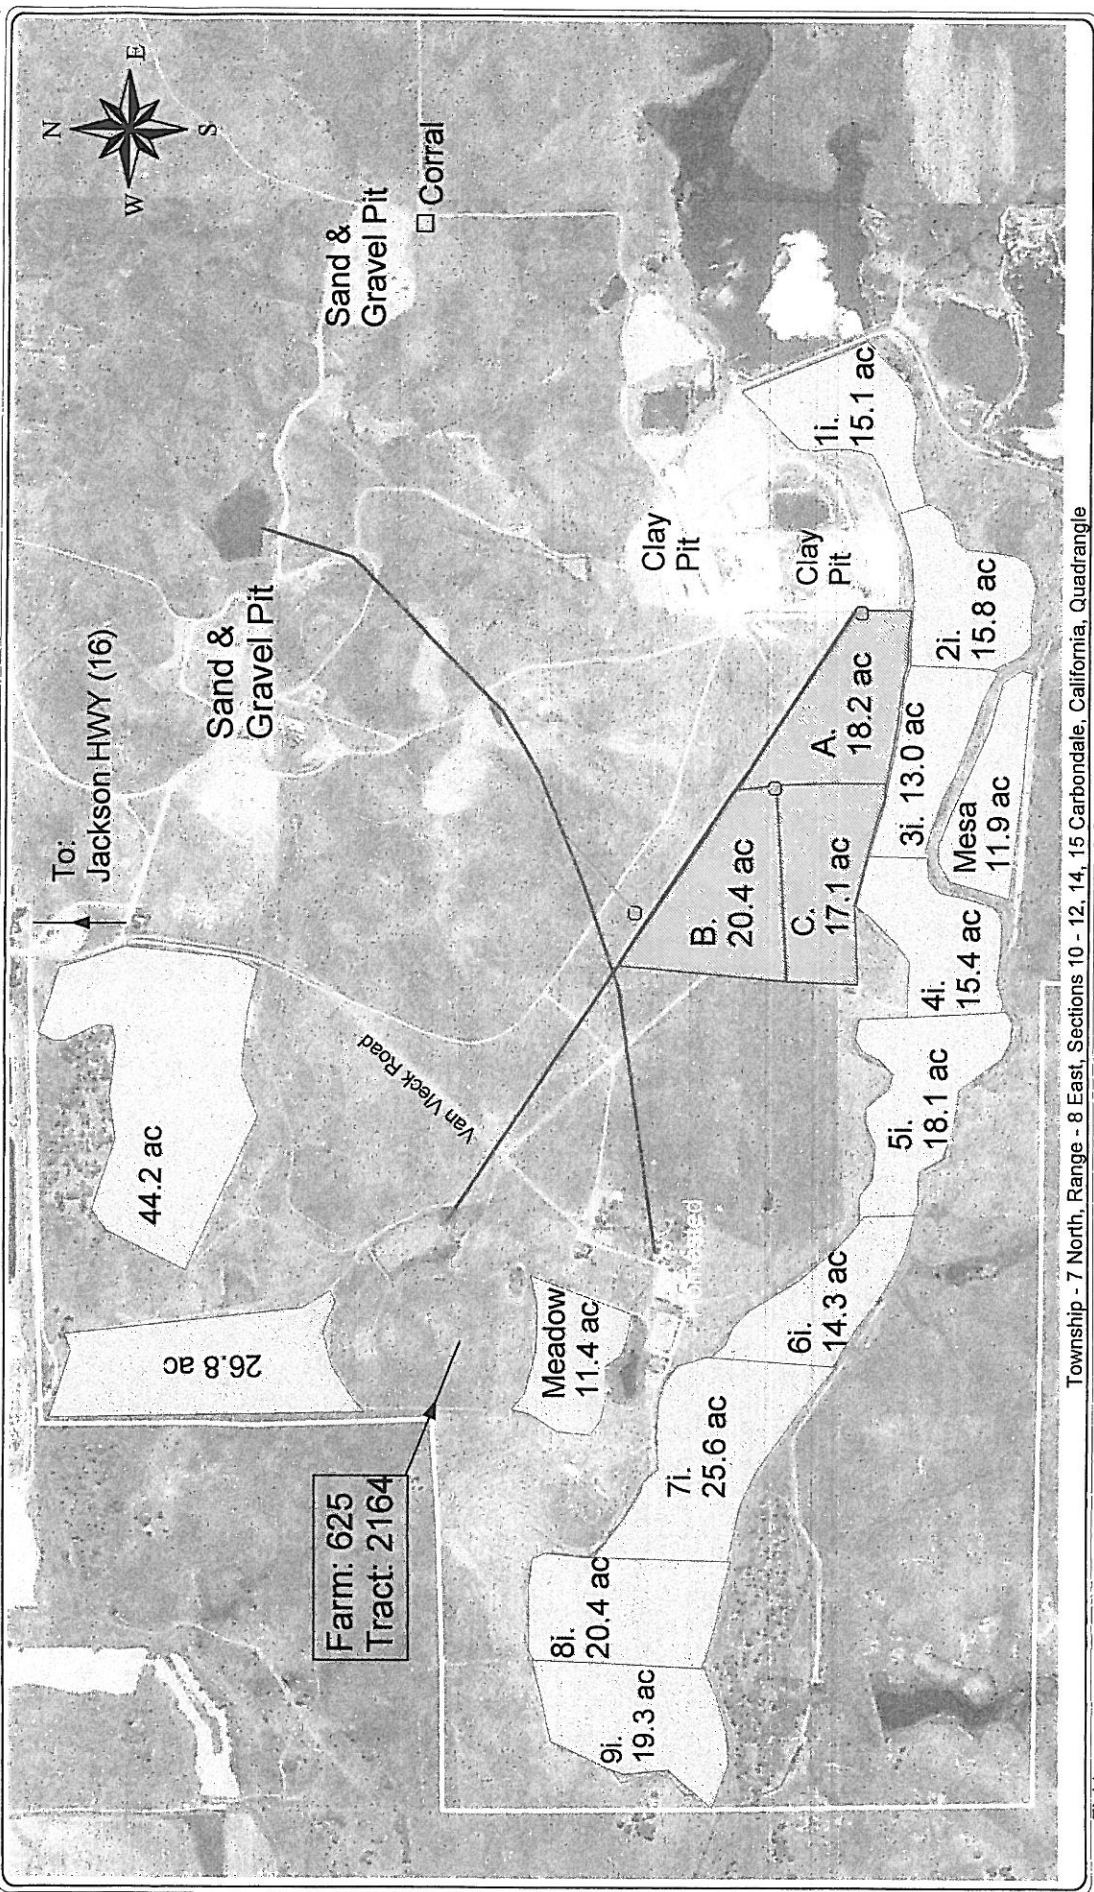 N
E
S
W
To:
Jackson HWY (16)
Sand &
Gravel Pit
Sand &
Gravel Pit
Corral
44.2 ac
26.8 ac
Van Vleck Road
Farm: 625
Tract: 2164
Meadow
11.4 ac
Clay
Pit
Clay
Pit
A.
18.2 ac
B.
20.4 ac
C.
17.1 ac
1i.
15.1 ac
2i.
15.8 ac
3i. 13.0 ac
Mesa
11.9 ac
4i.
15.4 ac
5i.
18.1 ac
6i.
14.3 ac
7i.
25.6 ac
8i.
20.4 ac
9i.
19.3 ac
Township - 7 North, Range - 8 East, Sections 10 - 12, 14, 15 Carbondale, California, Quadrangle